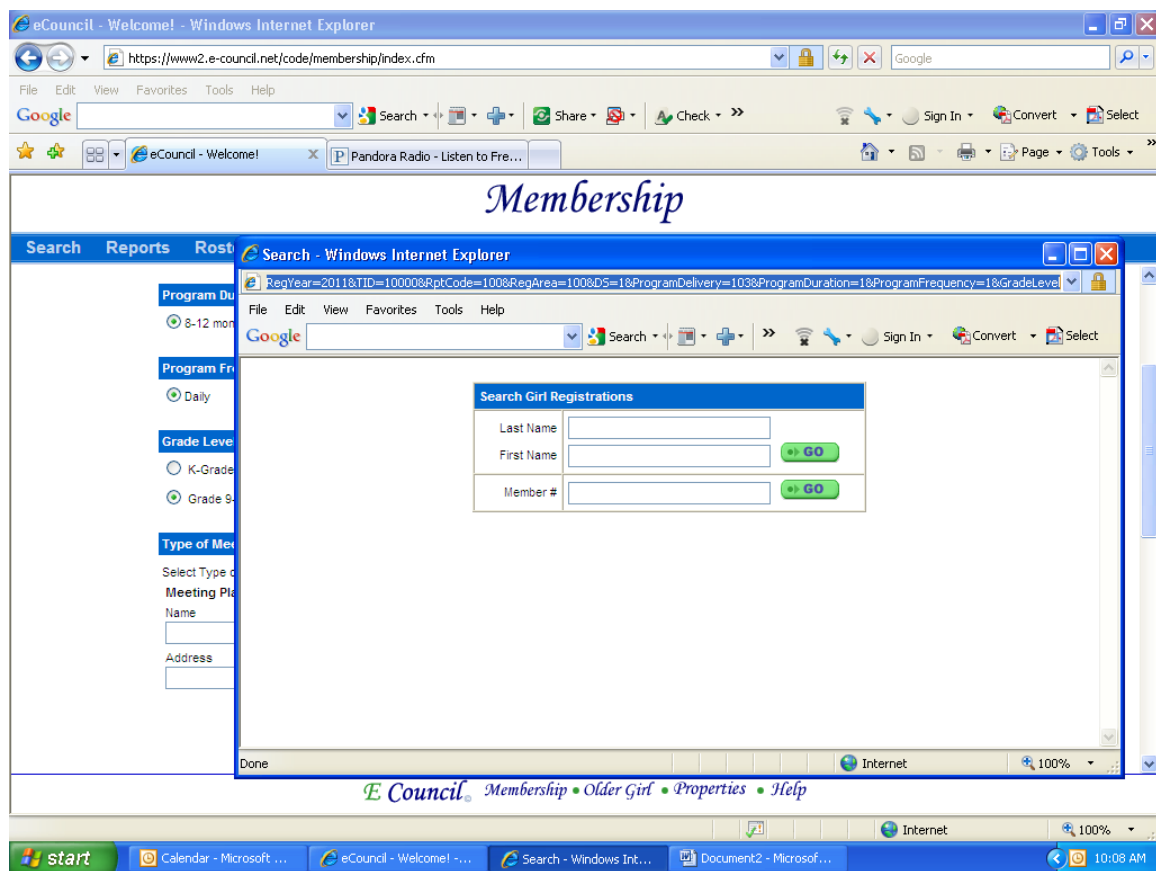 eCouncil - Welcome! - Windows Internet Explorer
https://www2.e-council.net/code/membership/index.cfm
Google
File Edit View Favorites Tools Help
Google Search Share Check » Sign In Convert Select
eCouncil - Welcome! X P Pandora Radio - Listen to Fre... Page Tools »
Membership
Search Reports Rost
Search - Windows Internet Explorer
RegYear=2011&TID=10000&RptCode=100&RegArea=100&DS=1&ProgramDelivery=103&ProgramDuration=1&ProgramFrequency=1&GradeLevel
File Edit View Favorites Tools Help
Google Search » Sign In Convert Select
Program Du
8-12 mon
Program Fr
Daily
Grade Leve
K-Grade
Grade 9-
Type of Mee
Select Type o
Meeting Pla
Name
Address
Search Girl Registrations
Last Name
First Name
GO
Member #
GO
Done Internet 100%
E Council© Membership • Older Girl • Properties • Help
Internet 100%
start Calendar - Microsoft ... eCouncil - Welcome! -... Search - Windows Int... Document2 - Microsof... 10:08 AM